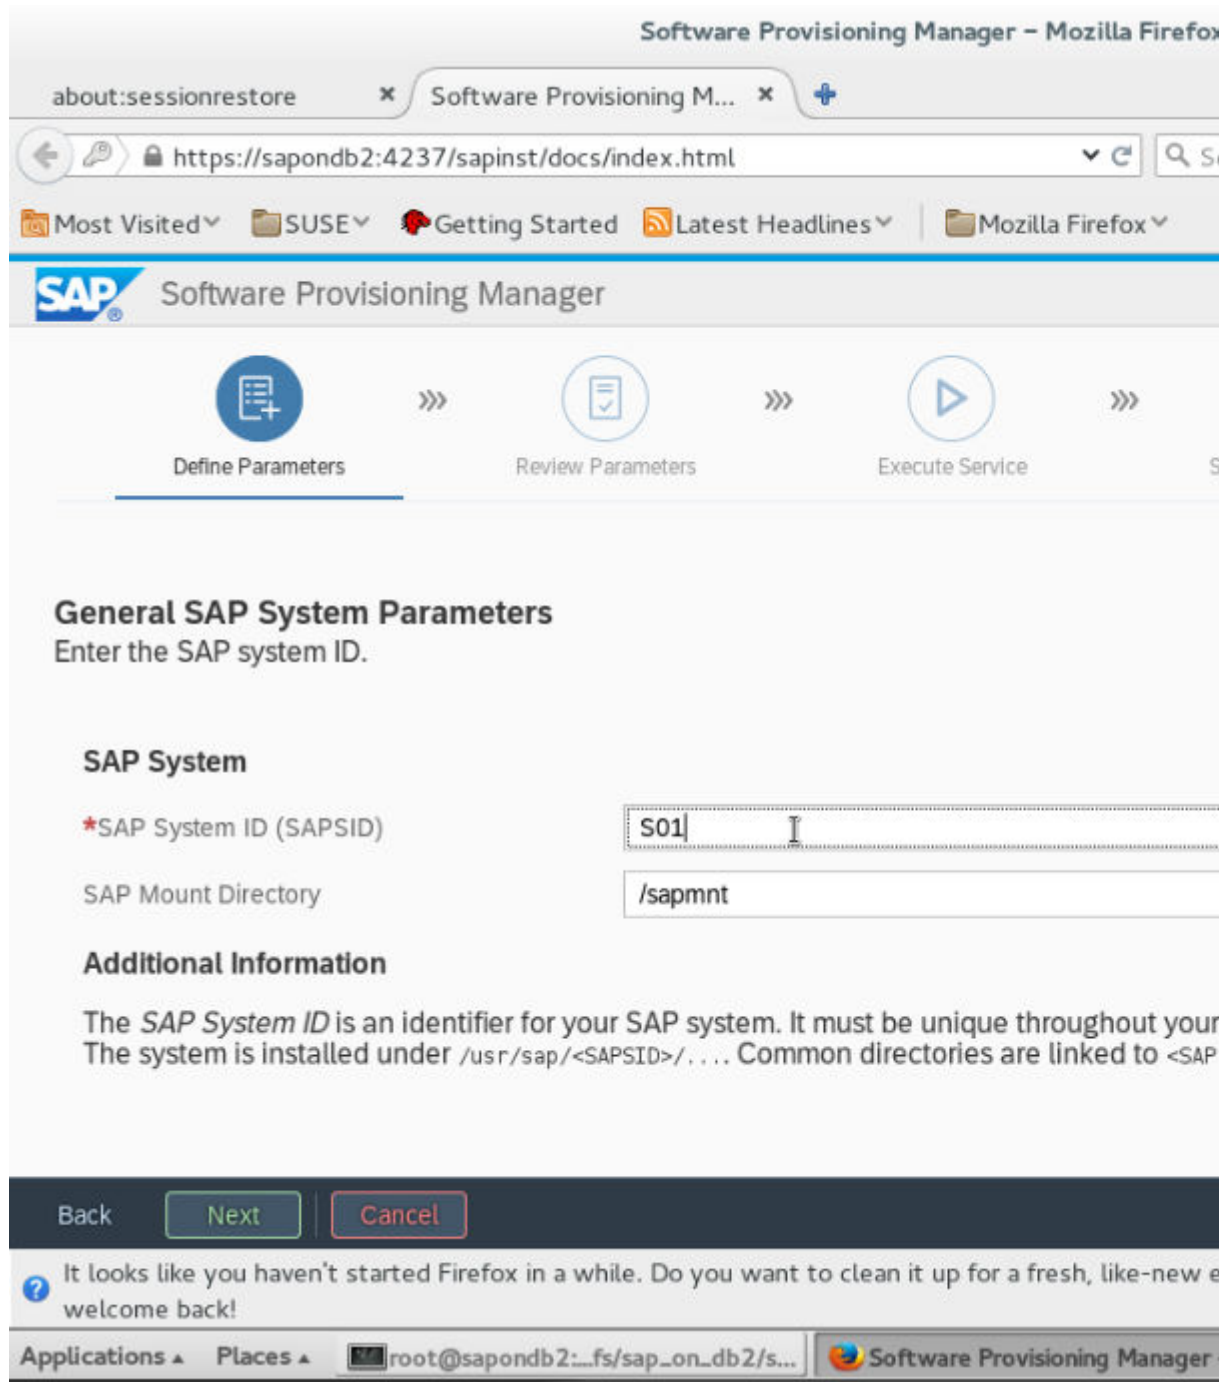 Software Provisioning Manager – Mozilla Firefox
about:sessionrestore × Software Provisioning M... ×
https://sapondb2:4237/sapinst/docs/index.html
Most Visited SUSE Getting Started Latest Headlines Mozilla Firefox
SAP® Software Provisioning Manager
Define Parameters Review Parameters Execute Service
General SAP System Parameters
Enter the SAP system ID.
SAP System
*SAP System ID (SAPSID) S01
SAP Mount Directory /sapmnt
Additional Information
The SAP System ID is an identifier for your SAP system. It must be unique throughout your
The system is installed under /usr/sap/<SAPSID>/.... Common directories are linked to <SAP
Back Next Cancel
It looks like you haven't started Firefox in a while. Do you want to clean it up for a fresh, like-new
welcome back!
Applications Places root@sapondb2:..fs/sap_on_db2/s... Software Provisioning Manager